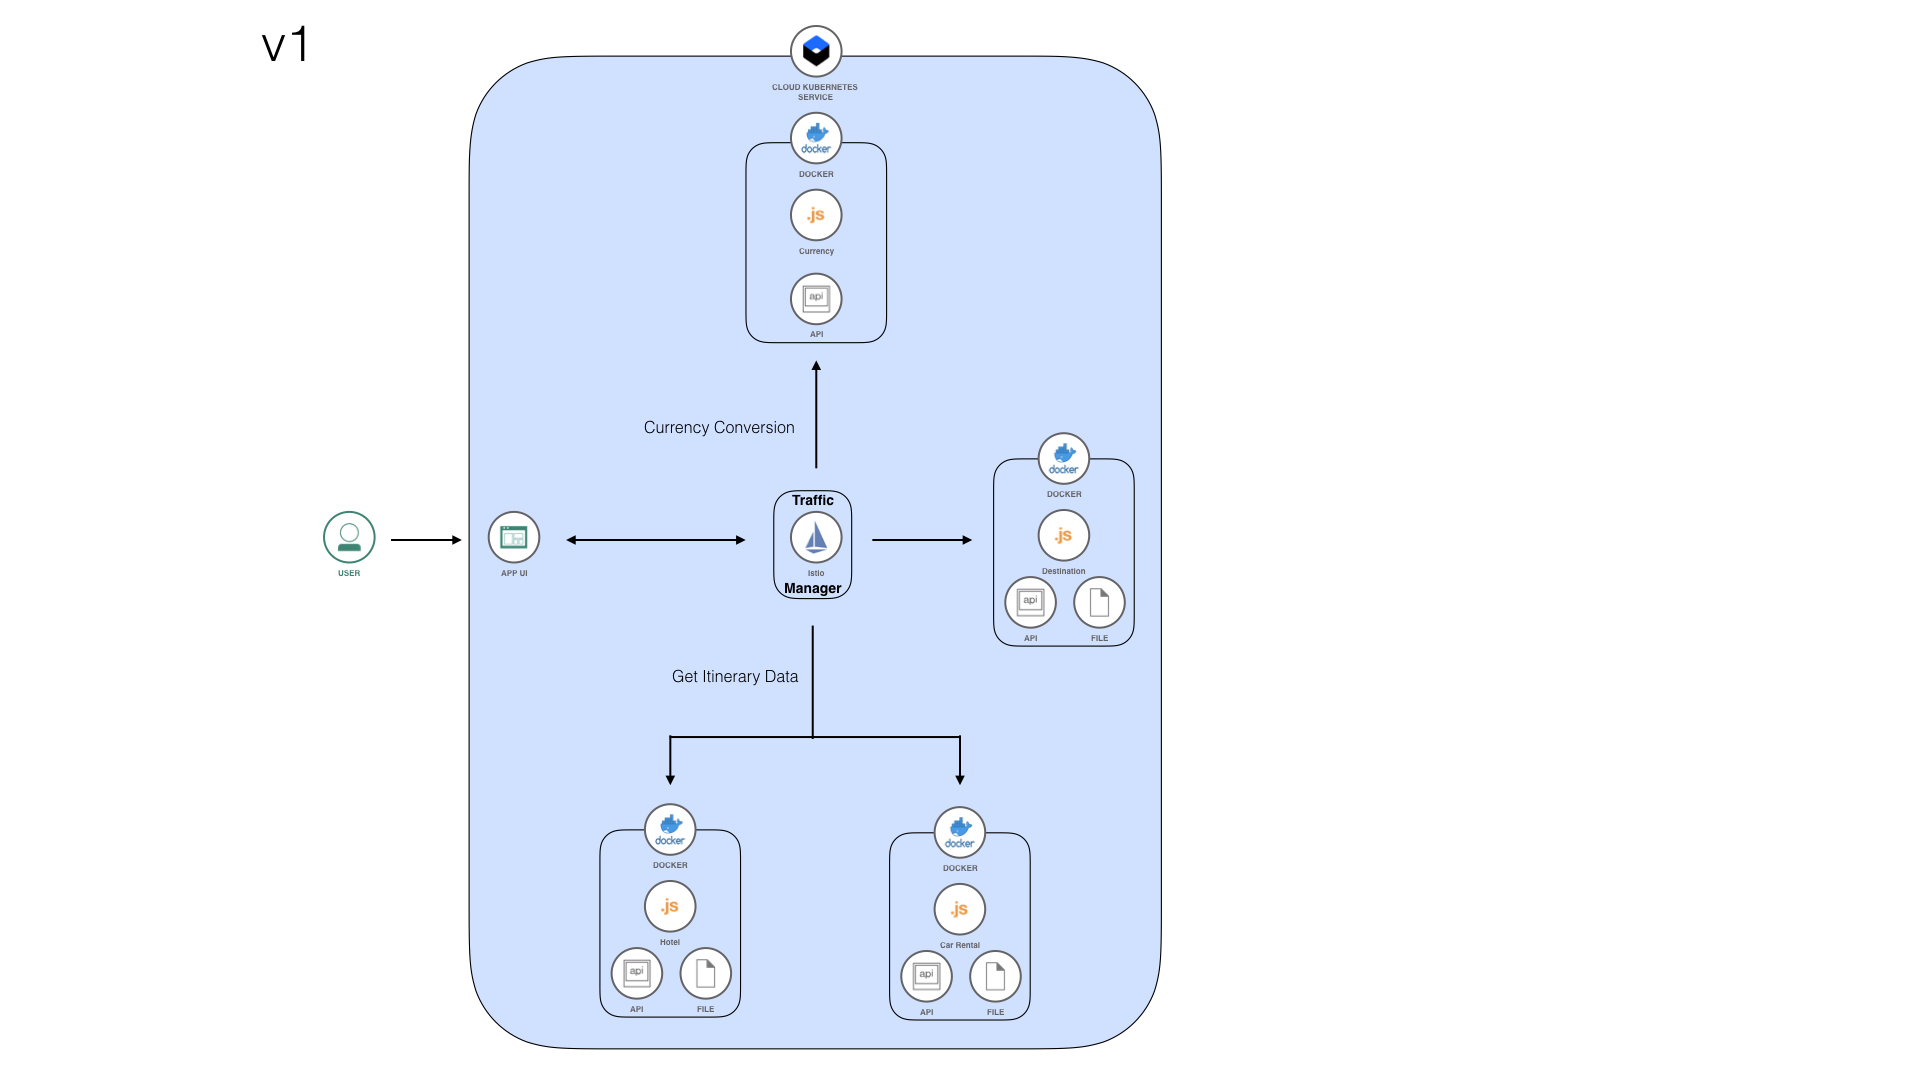 v1
CLOUD KUBERNETES
SERVICE
docker
DOCKER
.js
Currency
api
API
Currency Conversion
USER
APP UI
Traffic
Istio
Manager
docker
DOCKER
.js
Destination
api
API
FILE
Get Itinerary Data
docker
DOCKER
.js
Hotel
api
API
FILE
docker
DOCKER
.js
Car Rental
api
API
FILE